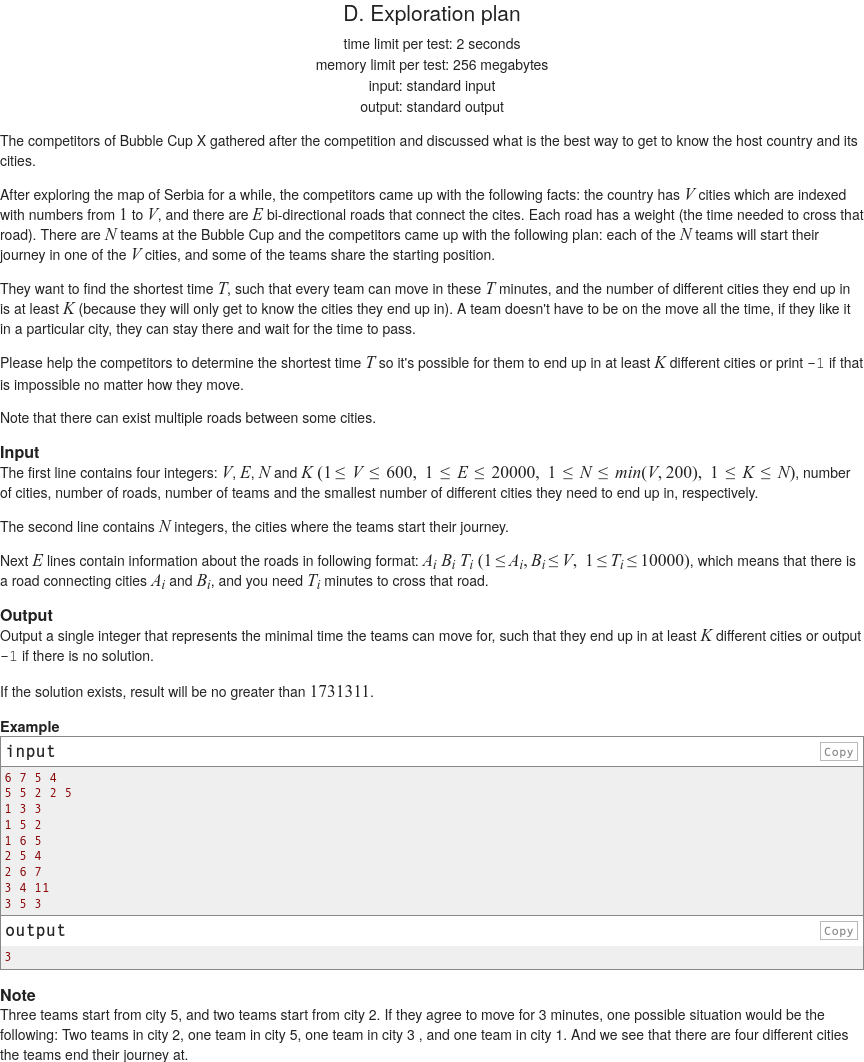 D. Exploration plan
time limit per test: 2 seconds
memory limit per test: 256 megabytes
input: standard input
output: standard output
The competitors of Bubble Cup X gathered after the competition and discussed what is the best way to get to know the host country and its
cities.
After exploring the map of Serbia for a while, the competitors came up with the following facts: the country has V cities which are indexed
with numbers from 1 to V, and there are E bi-directional roads that connect the cites. Each road has a weight (the time needed to cross that
road). There are N teams at the Bubble Cup and the competitors came up with the following plan: each of the N teams will start their
journey in one of the V cities, and some of the teams share the starting position.
They want to find the shortest time T, such that every team can move in these T minutes, and the number of different cities they end up in
is at least K (because they will only get to know the cities they end up in). A team doesn't have to be on the move all the time, if they like it
in a particular city, they can stay there and wait for the time to pass.
Please help the competitors to determine the shortest time T so it's possible for them to end up in at least K different cities or print -1 if that
is impossible no matter how they move.
Note that there can exist multiple roads between some cities.
Input
The first line contains four integers: V, E, N and K (1 ≤ V ≤ 600, 1 ≤ E ≤ 20000, 1 ≤ N ≤ min(V, 200), 1 ≤ K ≤ N), number
of cities, number of roads, number of teams and the smallest number of different cities they need to end up in, respectively.
The second line contains N integers, the cities where the teams start their journey.
Next E lines contain information about the roads in following format: Ai Bi Ti (1 ≤ Ai, Bi ≤ V, 1 ≤ Ti ≤ 10000), which means that there is
a road connecting cities Ai and Bi, and you need Ti minutes to cross that road.
Output
Output a single integer that represents the minimal time the teams can move for, such that they end up in at least K different cities or output
-1 if there is no solution.
If the solution exists, result will be no greater than 1731311.
Example
input
Copy
6 7 5 4
5 5 2 2 5
1 3 3
1 5 2
1 6 5
2 5 4
2 6 7
3 4 11
3 5 3
output
Copy
3
Note
Three teams start from city 5, and two teams start from city 2. If they agree to move for 3 minutes, one possible situation would be the
following: Two teams in city 2, one team in city 5, one team in city 3 , and one team in city 1. And we see that there are four different cities
the teams end their journey at.